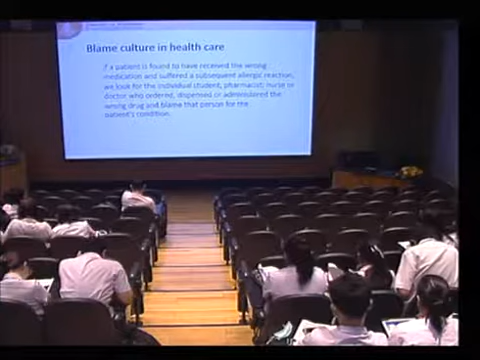 Blame culture in health care
if a patient is found to have received the wrong
medication and suffered a subsequent allergic reaction,
we look for the individual student, pharmacist, nurse or
doctor who ordered, dispensed or administered the
wrong drug and blame that person for the
patient's condition.